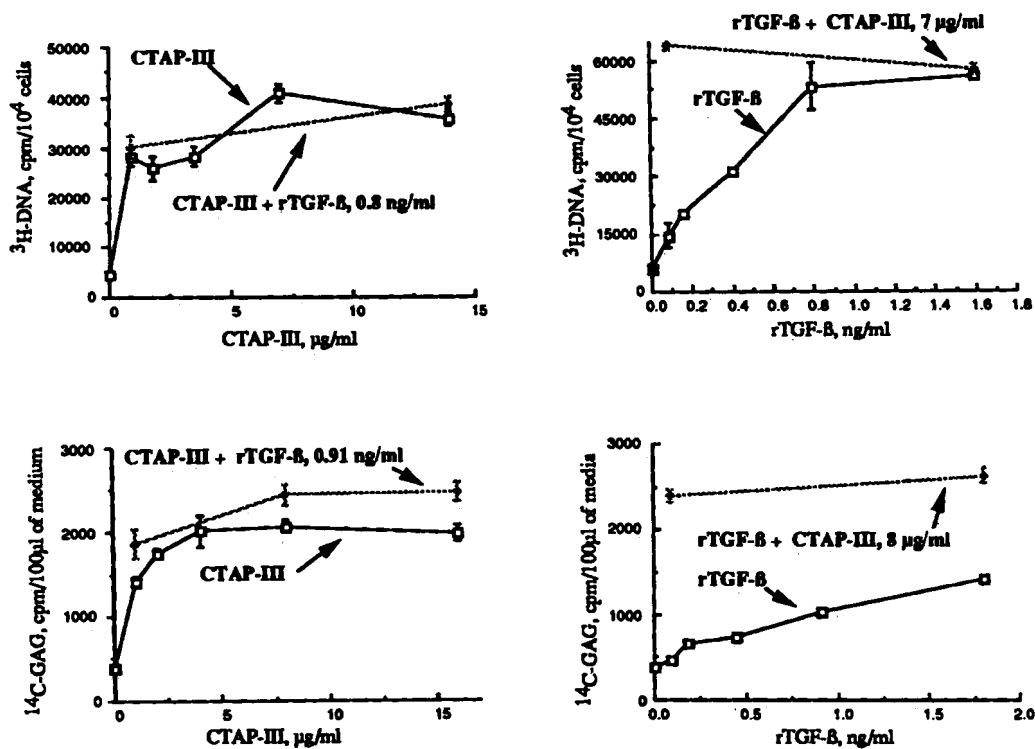 CTAP-III
CTAP-III + rTGF-ß, 0.8 ng/ml
³H-DNA, cpm/10⁴ cells
50000
40000
30000
20000
10000
0
0 5 10 15
CTAP-III, µg/ml
rTGF-ß + CTAP-III, 7 µg/ml
rTGF-ß
³H-DNA, cpm/10⁴ cells
60000
45000
30000
15000
0
0.0 0.2 0.4 0.6 0.8 1.0 1.2 1.4 1.6 1.8
rTGF-ß, ng/ml
CTAP-III + rTGF-ß, 0.91 ng/ml
CTAP-III
¹⁴C-GAG, cpm/100µl of medium
3000
2000
1000
0
0 5 10 15
CTAP-III, µg/ml
rTGF-ß + CTAP-III, 8 µg/ml
rTGF-ß
¹⁴C-GAG, cpm/100µl of media
3000
2000
1000
0
0.0 0.5 1.0 1.5 2.0
rTGF-ß, ng/ml